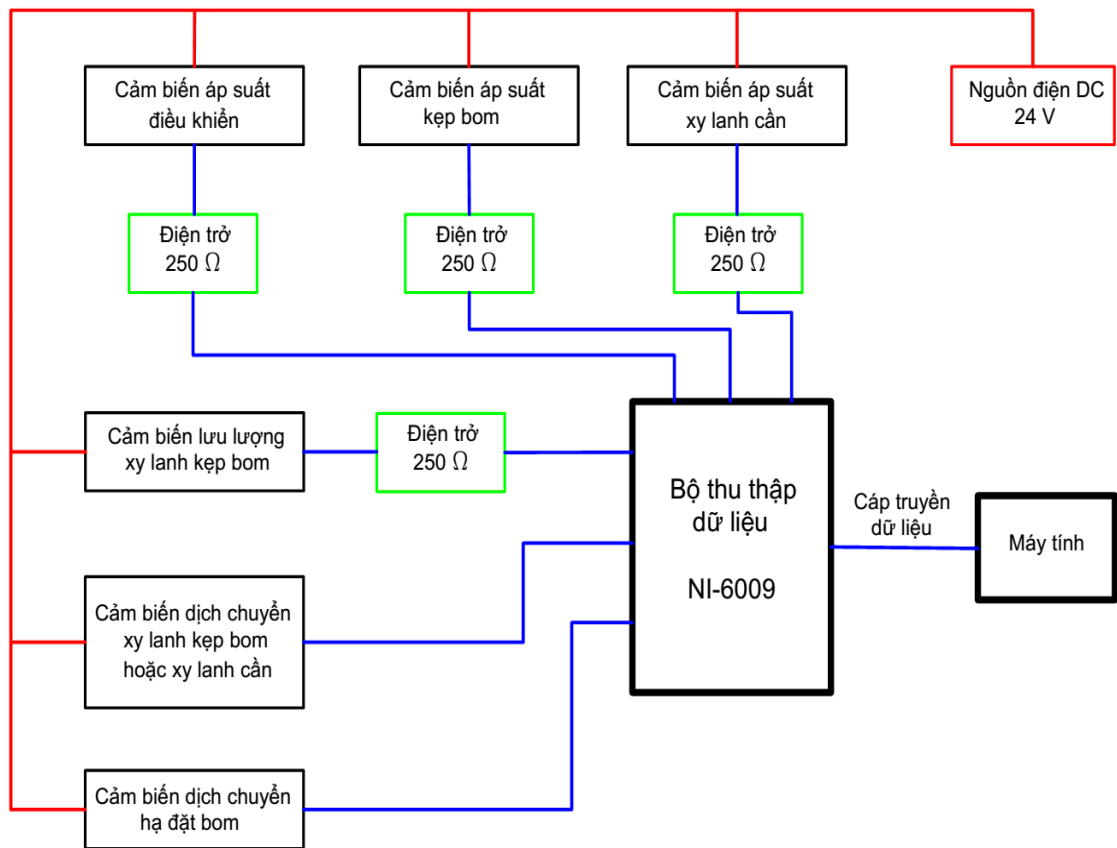 Cảm biến áp suất
điều khiển
Cảm biến áp suất
kẹp bom
Cảm biến áp suất
xy lanh cần
Nguồn điện DC
24 V
Điện trở
250 Ω
Điện trở
250 Ω
Điện trở
250 Ω
Cảm biến lưu lượng
xy lanh kẹp bom
Điện trở
250 Ω
Bộ thu thập
dữ liệu
NI-6009
Cáp truyền
dữ liệu
Máy tính
Cảm biến dịch chuyển
xy lanh kẹp bom
hoặc xy lanh cần
Cảm biến dịch chuyển
hạ đặt bom